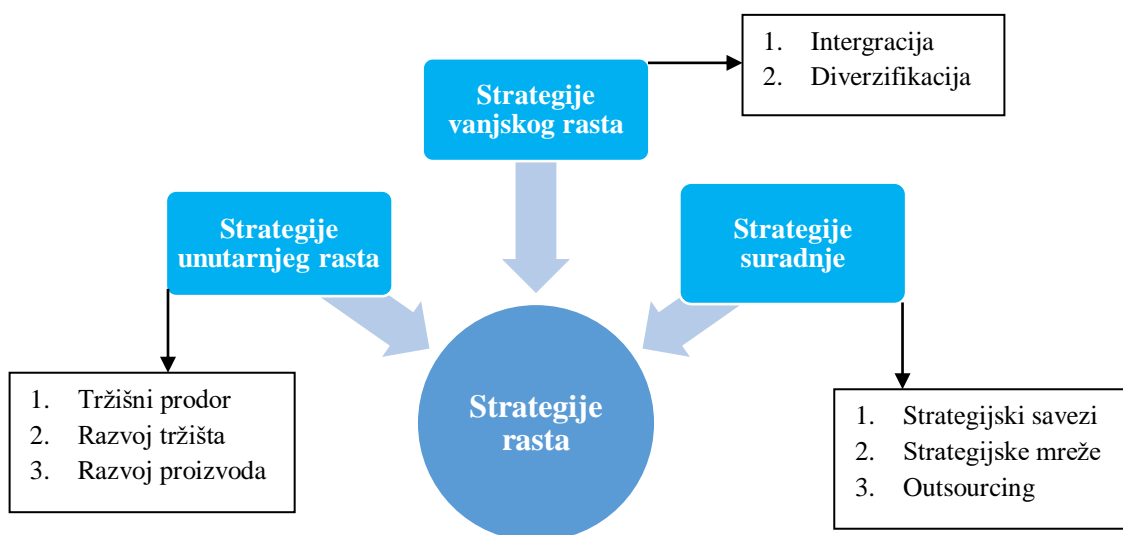 1. Intergracija
2. Diverzifikacija
Strategije
vanjskog rasta
Strategije
unutarnjeg rasta
Strategije
suradnje
1. Tržišni prodor
2. Razvoj tržišta
3. Razvoj proizvoda
Strategije
rasta
1. Strategijski savezi
2. Strategijske mreže
3. Outsourcing